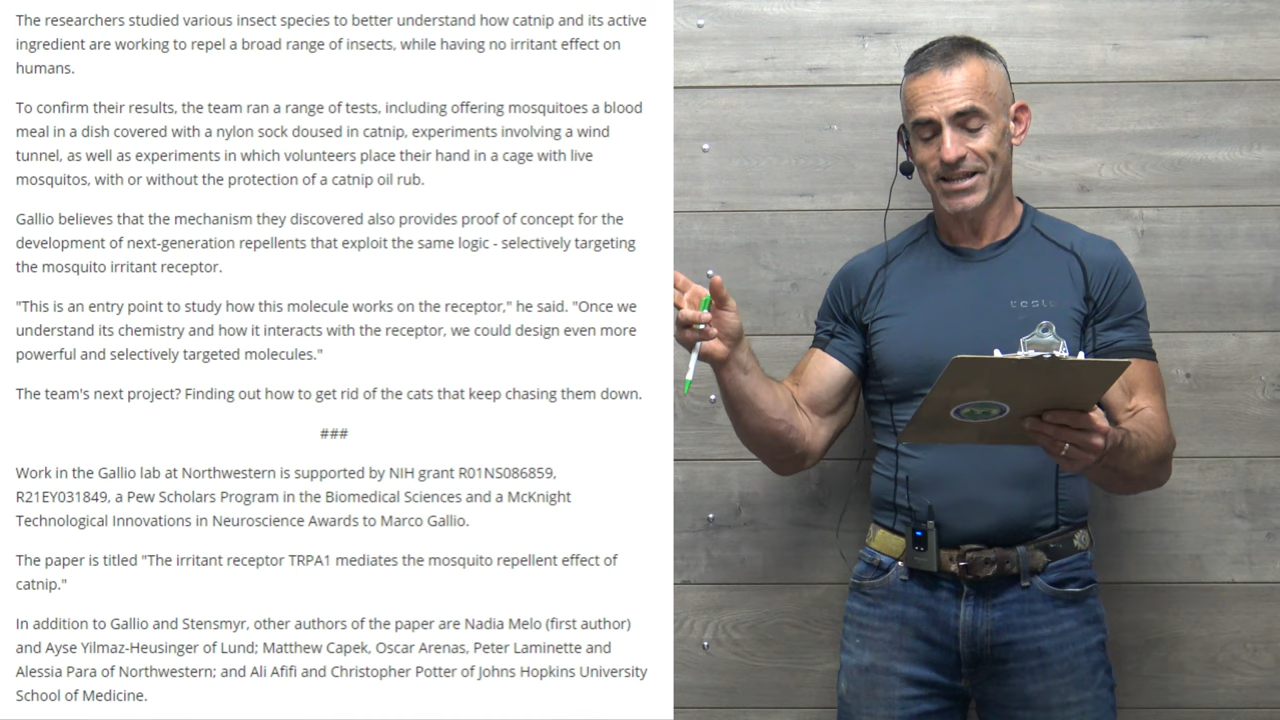 The researchers studied various insect species to better understand how catnip and its active
ingredient are working to repel a broad range of insects, while having no irritant effect on
humans.
To confirm their results, the team ran a range of tests, including offering mosquitoes a blood
meal in a dish covered with a nylon sock doused in catnip, experiments involving a wind
tunnel, as well as experiments in which volunteers place their hand in a cage with live
mosquitos, with or without the protection of a catnip oil rub.
Gallio believes that the mechanism they discovered also provides proof of concept for the
development of next-generation repellents that exploit the same logic - selectively targeting
the mosquito irritant receptor.
"This is an entry point to study how this molecule works on the receptor," he said. "Once we
understand its chemistry and how it interacts with the receptor, we could design even more
powerful and selectively targeted molecules."
The team's next project? Finding out how to get rid of the cats that keep chasing them down.
###
Work in the Gallio lab at Northwestern is supported by NIH grant R01NS086859,
R21EY031849, a Pew Scholars Program in the Biomedical Sciences and a McKnight
Technological Innovations in Neuroscience Awards to Marco Gallio.
The paper is titled "The irritant receptor TRPA1 mediates the mosquito repellent effect of
catnip."
In addition to Gallio and Stensmyr, other authors of the paper are Nadia Melo (first author)
and Ayse Yilmaz-Heusinger of Lund; Matthew Capek, Oscar Arenas, Peter Laminette and
Alessia Para of Northwestern; and Ali Afifi and Christopher Potter of Johns Hopkins University
School of Medicine.